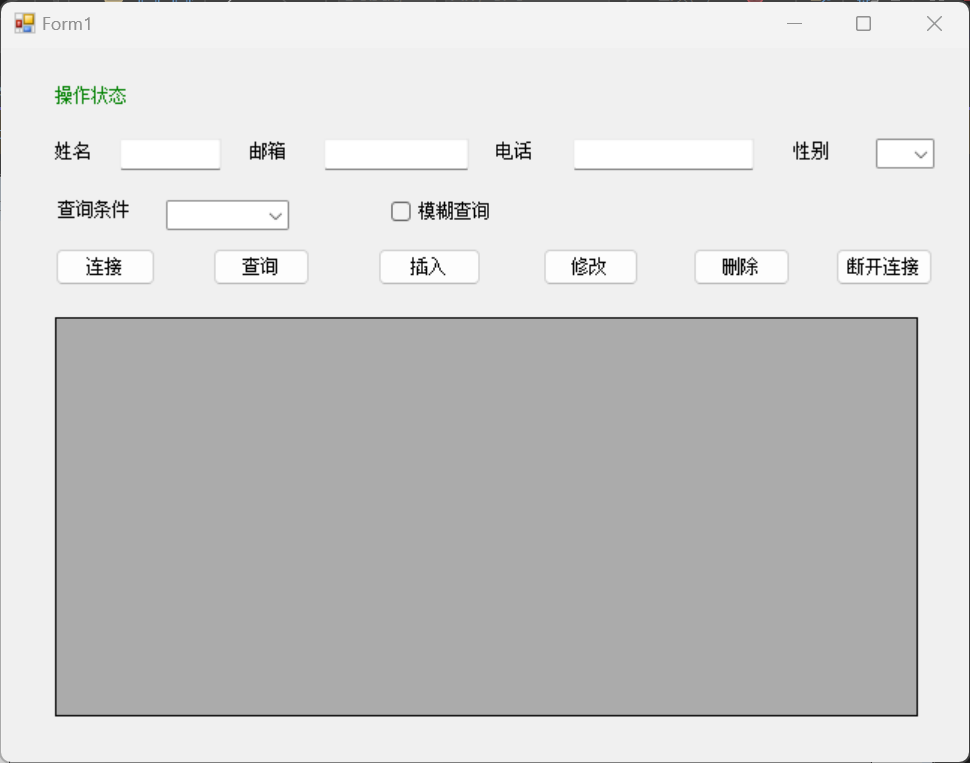 Form1
操作状态
姓名 邮箱 电话 性别
查询条件 模糊查询
连接 查询 插入 修改 删除 断开连接